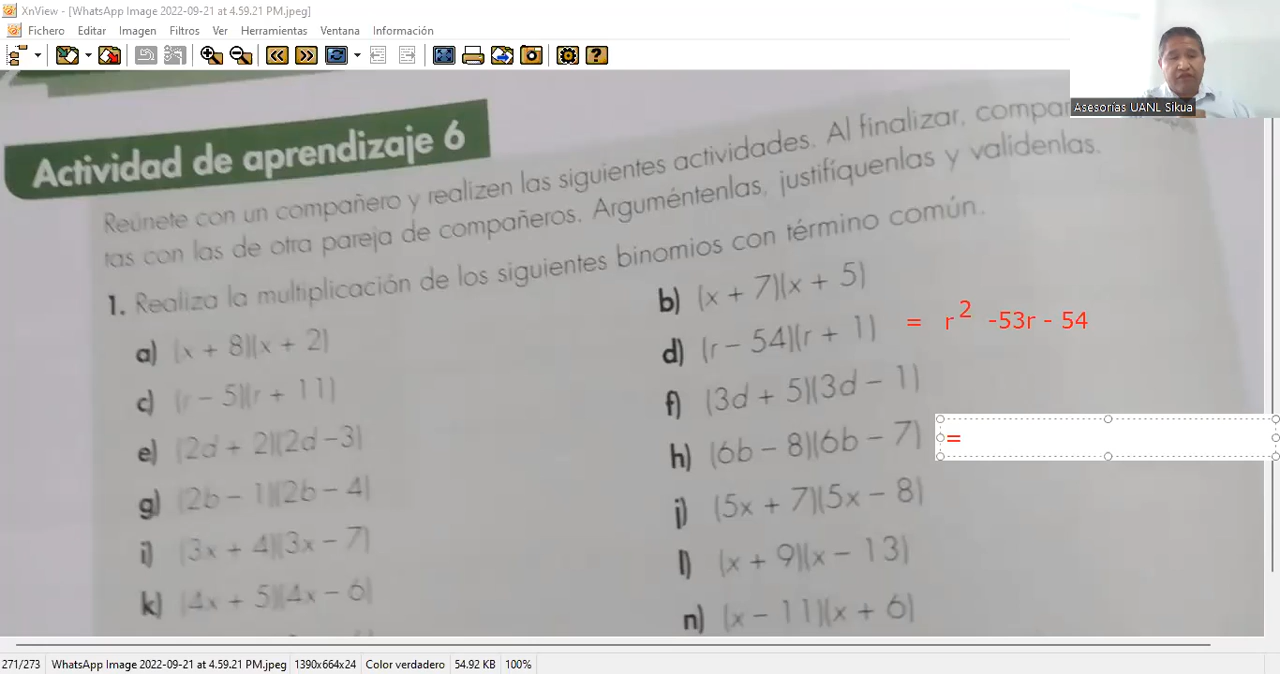 XnView - [WhatsApp Image 2022-09-21 at 4.59.21 PM.jpeg]
Fichero Editar Imagen Filtros Ver Herramientas Ventana Información
Asesorías UANL Sikua
Actividad de aprendizaje 6
Reúnete con un compañero y realizen las siguientes actividades. Al finalizar, compa
tas con las de otra pareja de compañeros. Arguméntenlas, justifíquenlas y valídenlas.
1. Realiza la multiplicación de los siguientes binomios con término común.
a) (x + 8)(x + 2)
b) (x + 7)(x + 5)
c) (r – 5)(r + 11)
d) (r – 54)(r + 1) = r² -53r - 54
e) (2d + 2)(2d –3)
f) (3d + 5)(3d – 1)
g) (2b – 1)(2b – 4)
h) (6b – 8)(6b – 7) =
i) (3x + 4)(3x – 7)
j) (5x + 7)(5x – 8)
k) (4x + 5)(4x – 6)
l) (x + 9)(x – 13)
n) (x – 11)(x + 6)
271/273 WhatsApp Image 2022-09-21 at 4.59.21 PM.jpeg 1390x664x24 Color verdadero 54.92 KB 100%